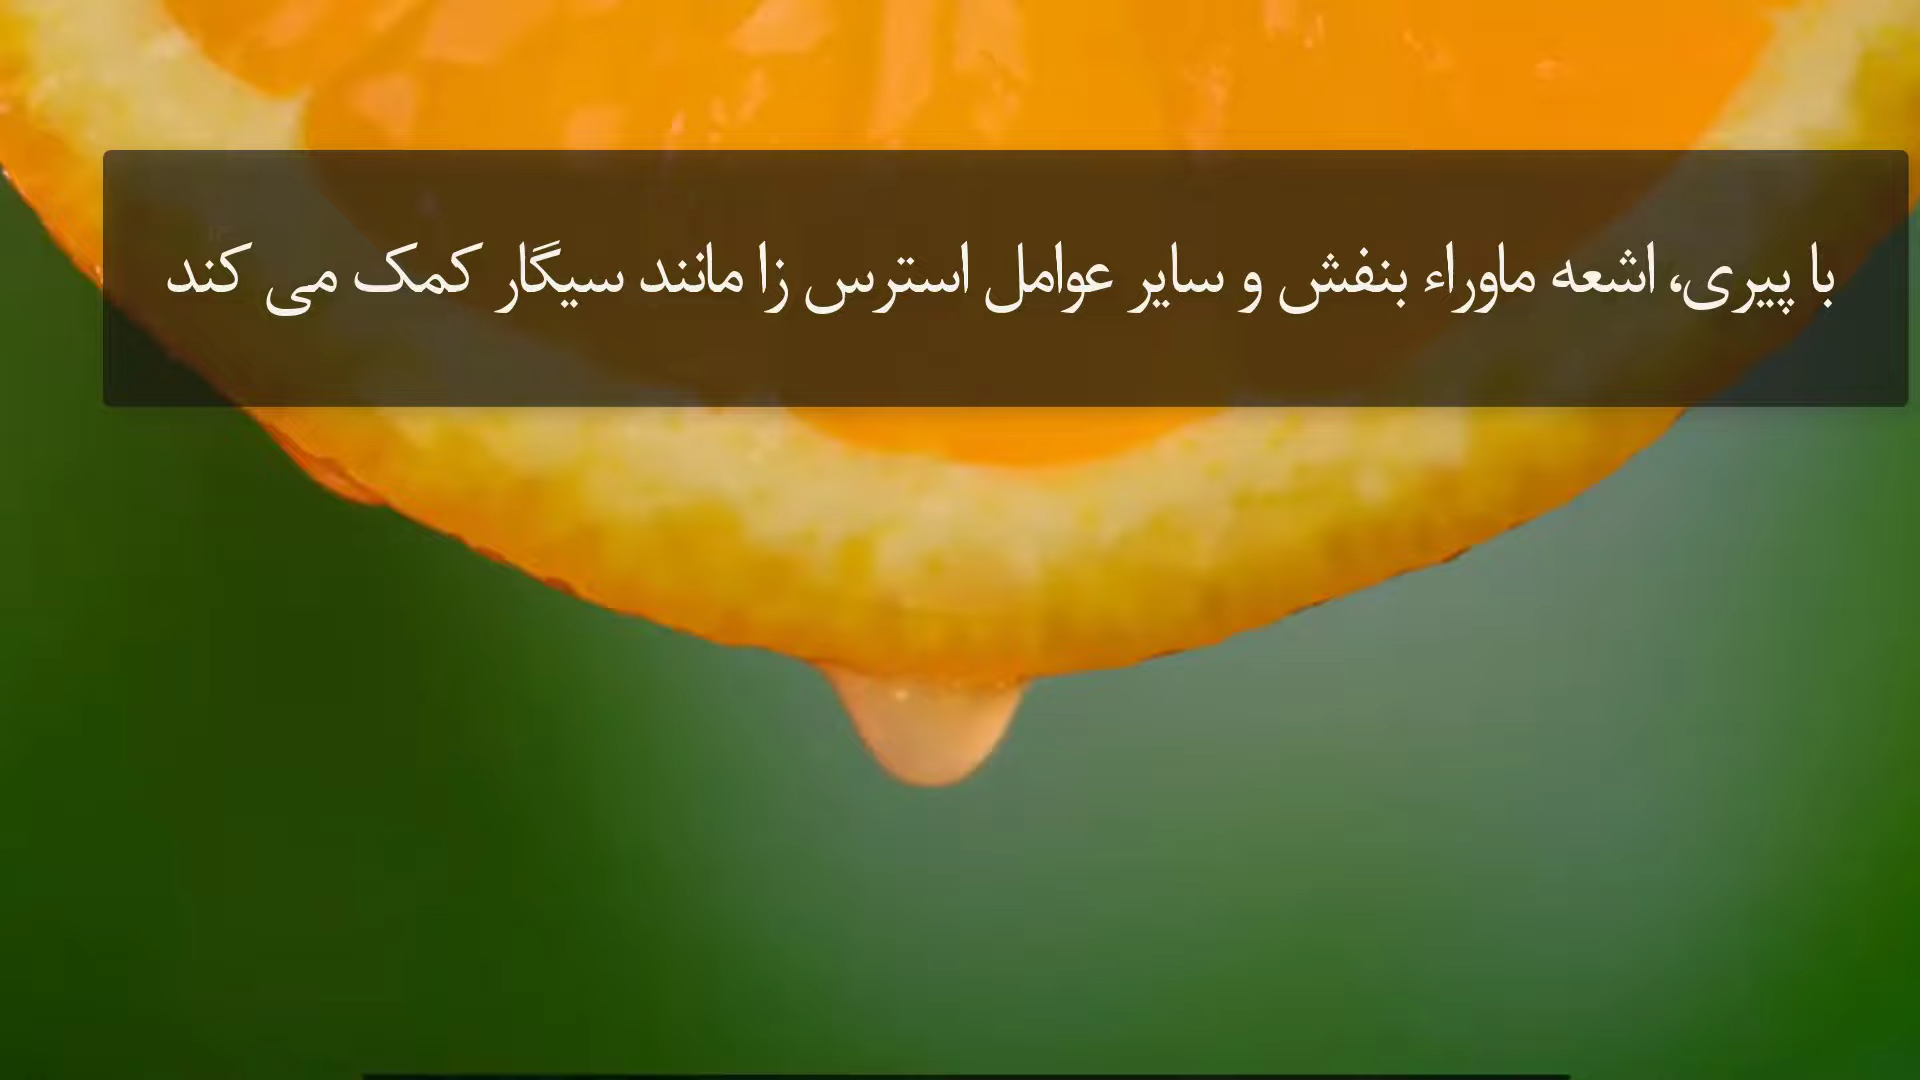 با پیری، اشعه ماوراء بنفش و سایر عوامل استرس زا مانند سیگار کمک می کند